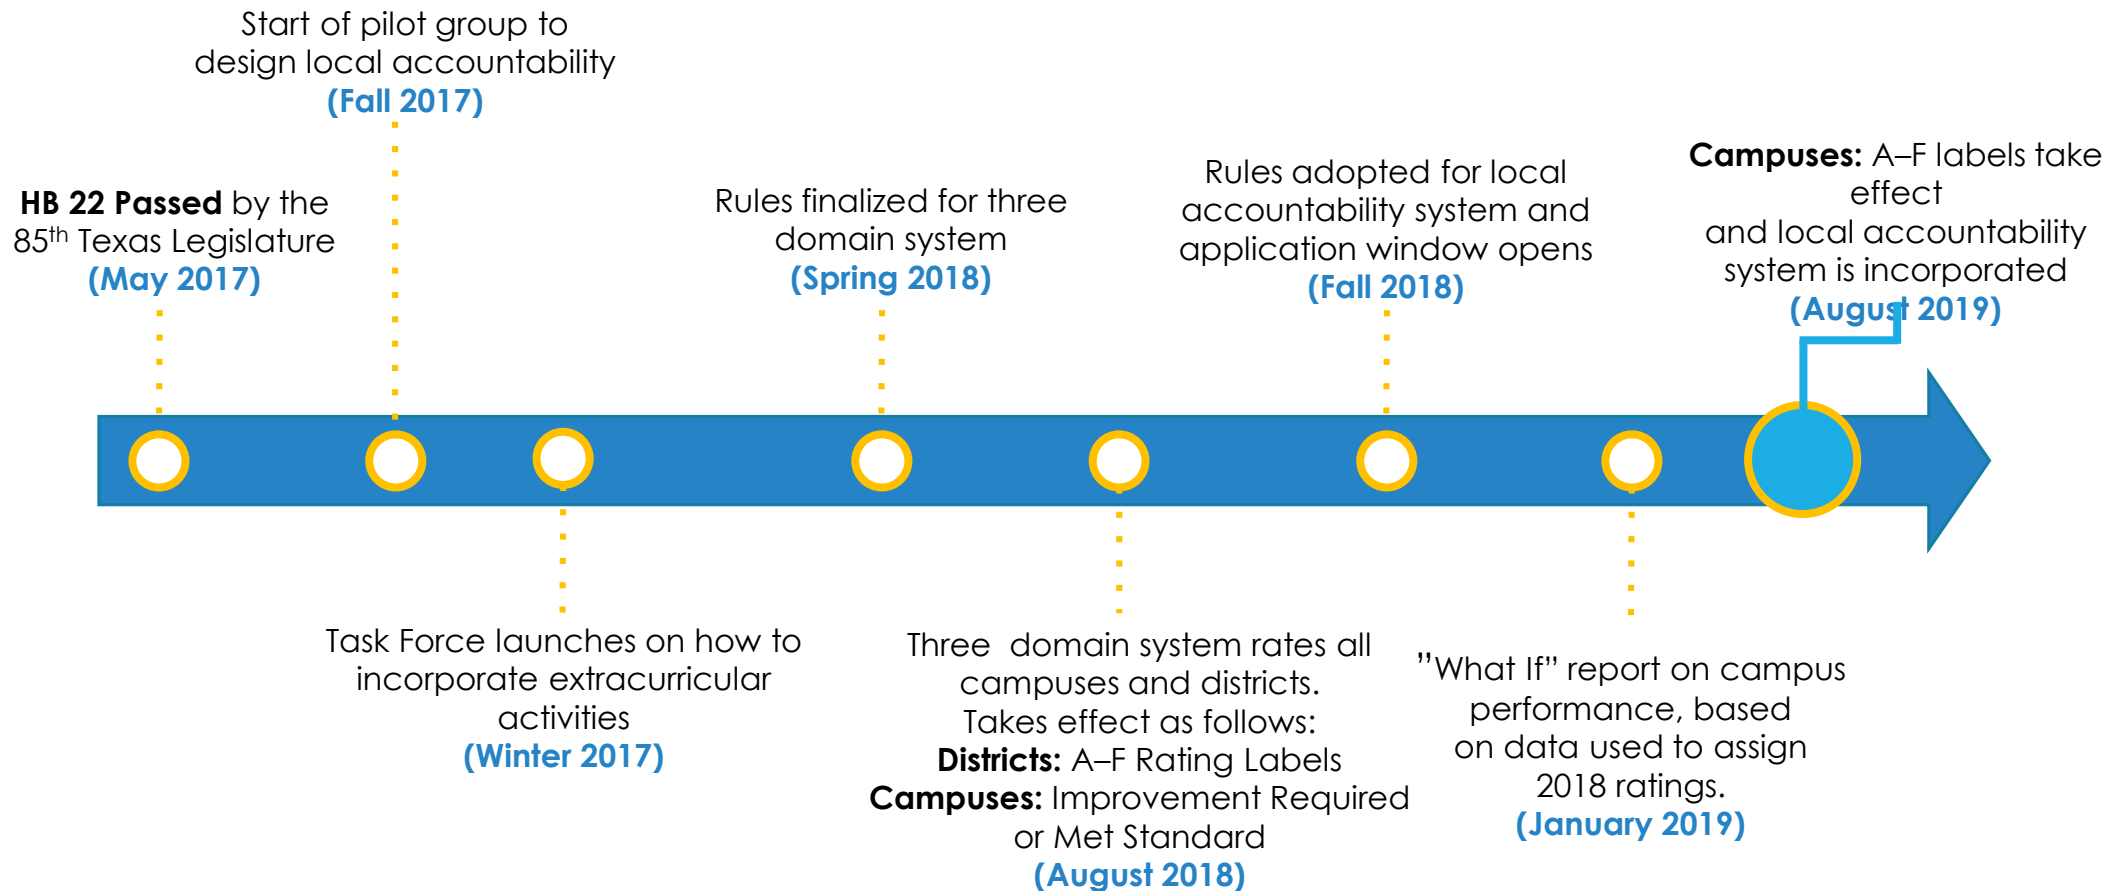 Start of pilot group to
design local accountability
(Fall 2017)
HB 22 Passed by the
85th Texas Legislature
(May 2017)
Rules finalized for three
domain system
(Spring 2018)
Rules adopted for local
accountability system and
application window opens
(Fall 2018)
Campuses: A–F labels take
effect
and local accountability
system is incorporated
(August 2019)
Task Force launches on how to
incorporate extracurricular
activities
(Winter 2017)
Three  domain system rates all
campuses and districts.
Takes effect as follows:
Districts: A–F Rating Labels
Campuses: Improvement Required
or Met Standard
(August 2018)
”What If” report on campus
performance, based
on data used to assign
2018 ratings.
(January 2019)